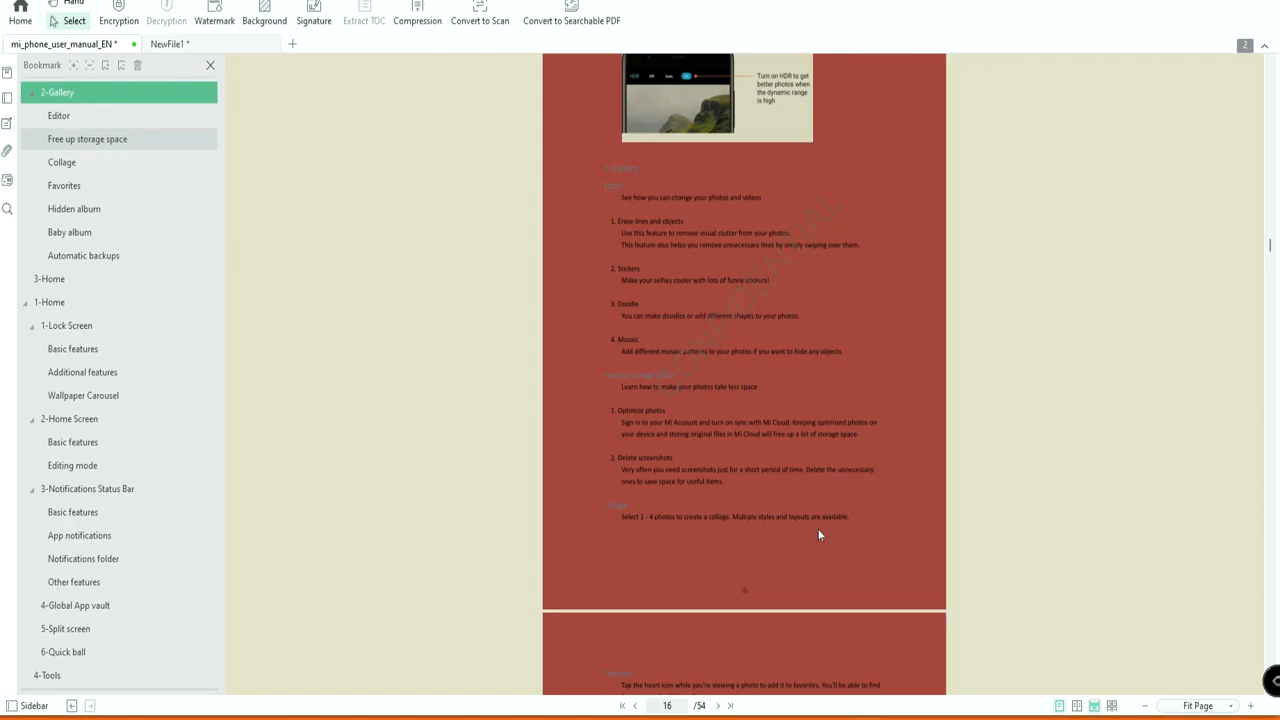 Hand
Home
Select
Encryption
Decryption
Watermark
Background
Signature
Extract TOC
Compression
Convert to Scan
Convert to Searchable PDF
mi_phone_user_manual_EN *
NewFile1 *
2
Bookmark
2-Gallery
Editor
Free up storage space
Collage
Favorites
Hidden album
Baby album
Automatic backups
3-Home
1-Home
1-Lock Screen
Basic features
Additional features
Wallpaper Carousel
2-Home Screen
Basic features
Editing mode
3-Notifications Status Bar
Basic features
App notifications
Notifications folder
Other features
4-Global App vault
5-Split screen
6-Quick ball
4-Tools
HDR Off Auto
Turn on HDR to get
better photos when
the dynamic range
is high
2-Gallery
Editor
See how you can change your photos and videos
1. Erase lines and objects
Use this feature to remove visual clutter from your photos.
This feature also helps you remove unnecessary lines by simply swiping over them.
2. Stickers
Make your selfies cooler with lots of funny stickers!
3. Doodle
You can make doodles or add different shapes to your photos.
4. Mosaic
Add different mosaic patterns to your photos if you want to hide any objects
Free up storage space
Learn how to make your photos take less space
1. Optimize photos
Sign in to your Mi Account and turn on sync with Mi Cloud. Keeping optimized photos on
your device and storing original files in Mi Cloud will free up a lot of storage space.
2. Delete screenshots
Very often you need screenshots just for a short period of time. Delete the unnecessary
ones to save space for useful items.
Collage
Select 1 - 4 photos to create a collage. Multiple styles and layouts are available.
Favorites
Tap the heart icon while you're viewing a photo to add it to favorites. You'll be able to find
Sidebar
16
/54
Fit Page